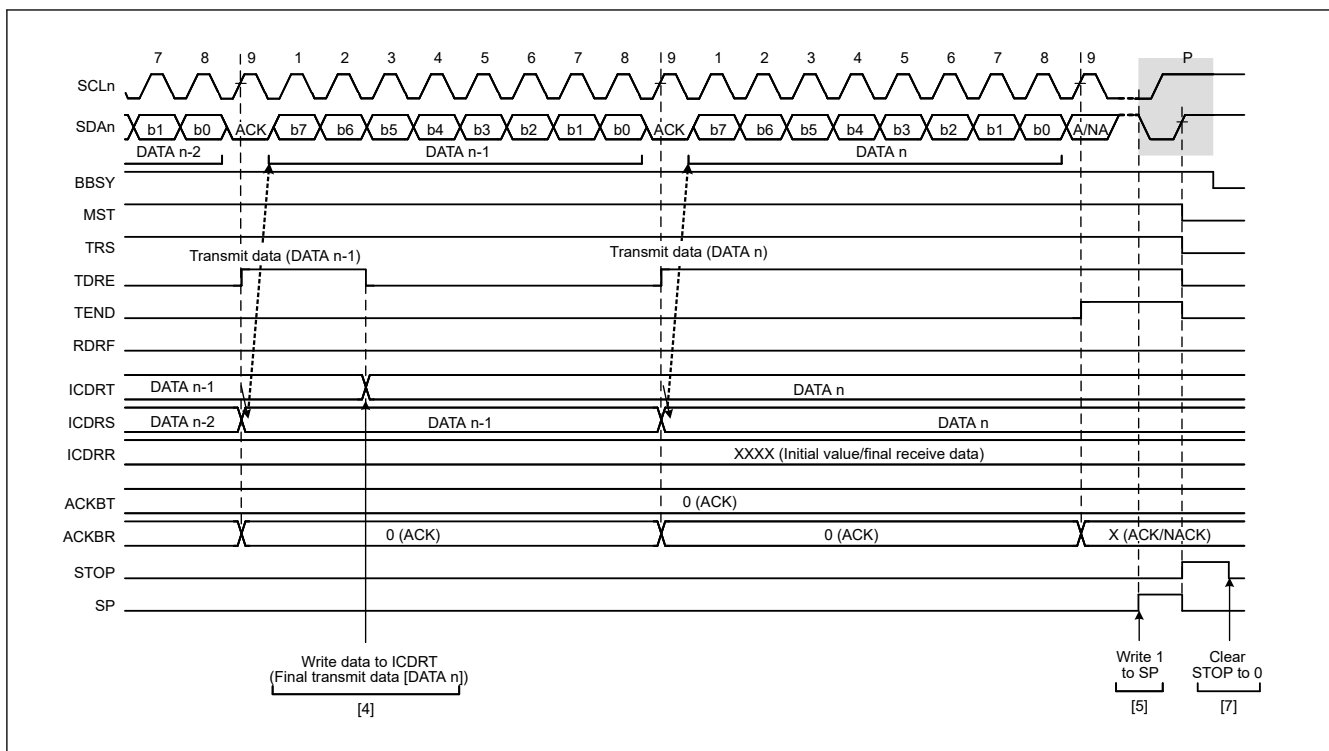 7 8 9 1 2 3 4 5 6 7 8 9 1 2 3 4 5 6 7 8 9 P
SCLn
SDAn b1 b0 ACK b7 b6 b5 b4 b3 b2 b1 b0 ACK b7 b6 b5 b4 b3 b2 b1 b0 A/NA
DATA n-2 DATA n-1 DATA n
BBSY
MST
TRS
Transmit data (DATA n-1) Transmit data (DATA n)
TDRE
TEND
RDRF
ICDRT DATA n-1 DATA n
ICDRS DATA n-2 DATA n-1 DATA n
ICDRR XXXX (Initial value/final receive data)
ACKBT 0 (ACK)
ACKBR 0 (ACK) 0 (ACK) X (ACK/NACK)
STOP
SP
Write data to ICDRT
(Final transmit data [DATA n])
[4]
Write 1
to SP
[5]
Clear
STOP to 0
[7]